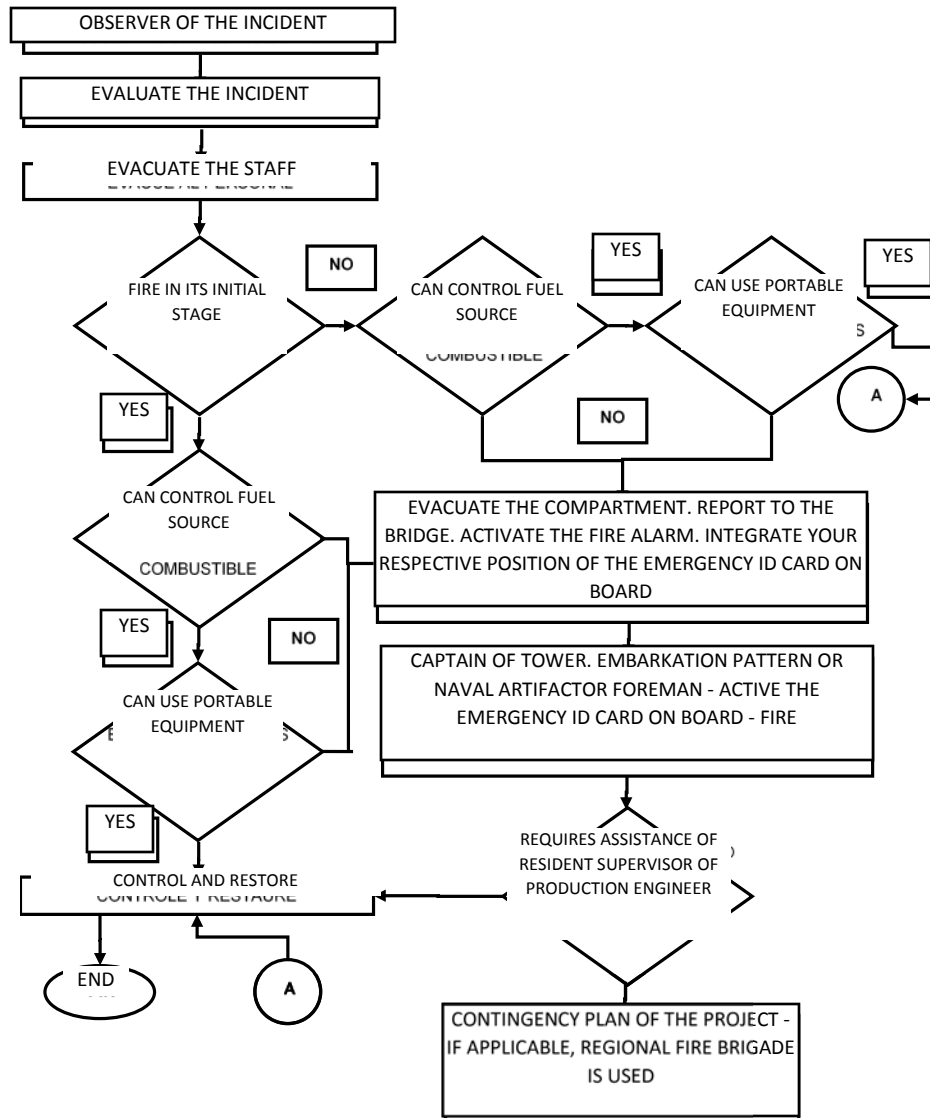 OBSERVER OF THE INCIDENT
EVALUATE THE INCIDENT
EVACUATE THE STAFF
FIRE IN ITS INITIAL
STAGE
NO
CAN CONTROL FUEL
SOURCE
COMBUSTIBLE
YES
CAN USE PORTABLE
EQUIPMENT
S
YES
A
YES
NO
CAN CONTROL FUEL
SOURCE
COMBUSTIBLE
EVACUATE THE COMPARTMENT. REPORT TO THE
BRIDGE. ACTIVATE THE FIRE ALARM. INTEGRATE YOUR
RESPECTIVE POSITION OF THE EMERGENCY ID CARD ON
BOARD
YES
NO
CAN USE PORTABLE
EQUIPMENT
CAPTAIN OF TOWER. EMBARKATION PATTERN OR
NAVAL ARTIFACTOR FOREMAN - ACTIVE THE
EMERGENCY ID CARD ON BOARD - FIRE
YES
REQUIRES ASSISTANCE OF
RESIDENT SUPERVISOR OF
PRODUCTION ENGINEER
CONTROL AND RESTORE
CONTROLE Y RESTAURE
END
A
CONTINGENCY PLAN OF THE PROJECT -
IF APPLICABLE, REGIONAL FIRE BRIGADE
IS USED